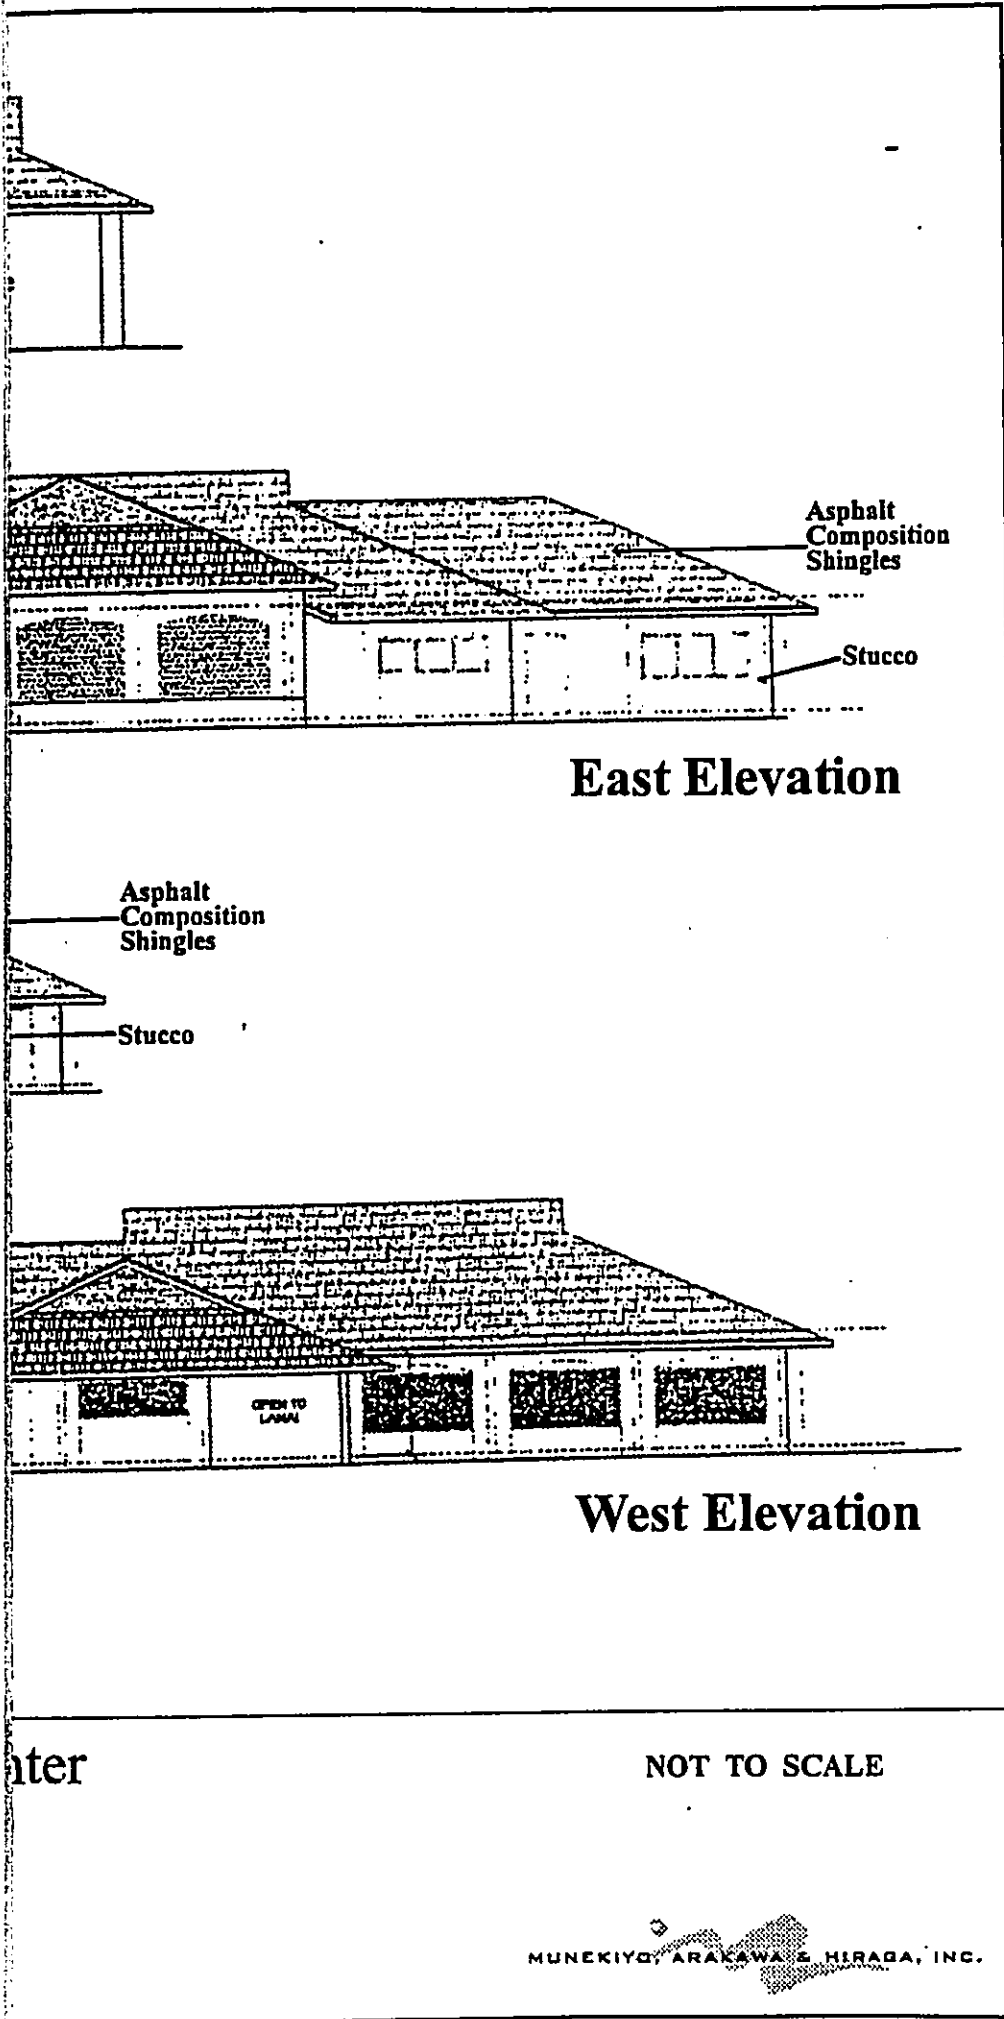 Asphalt
Composition
Shingles
Stucco
East Elevation
Asphalt
Composition
Shingles
Stucco
OPEN TO
LANAI
West Elevation
nter
NOT TO SCALE
MUNEKIYO, ARAKAWA & HIRAGA, INC.